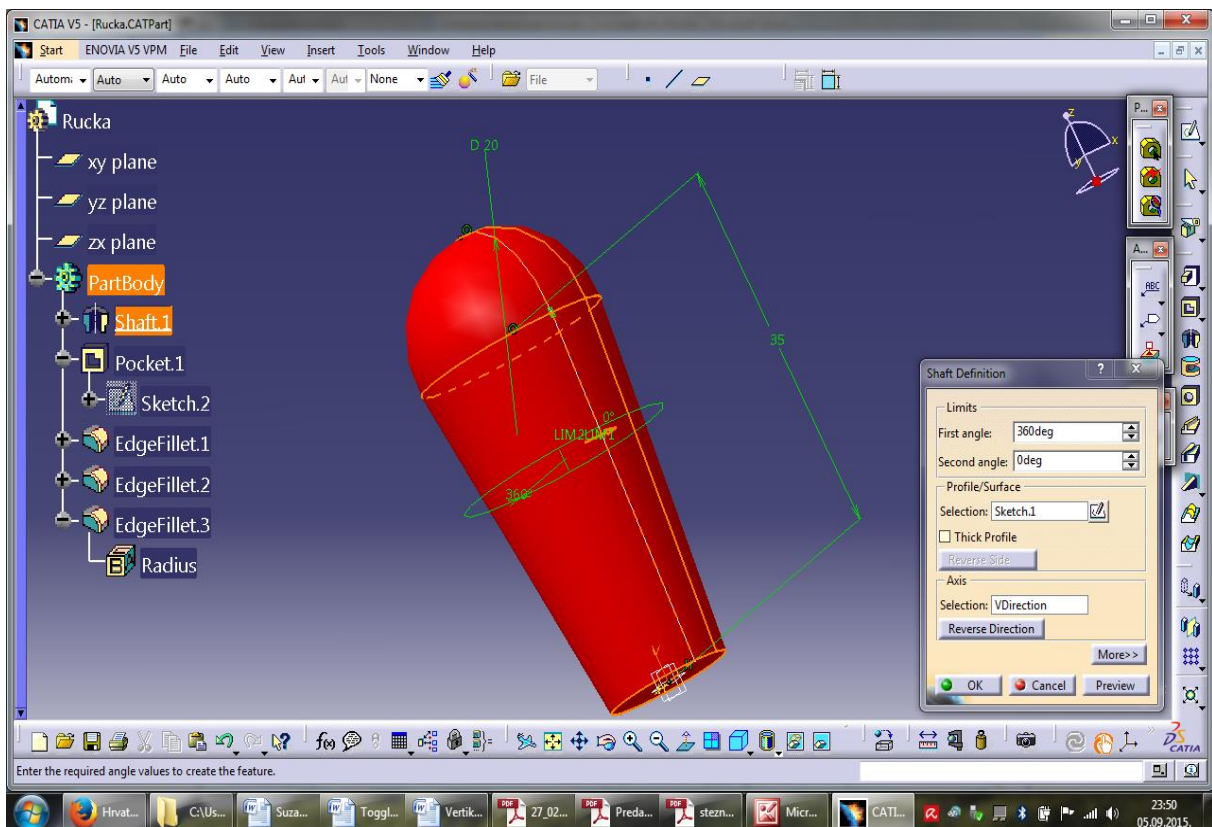 CATIA V5 - [Rucka.CATPart]
Start ENOVIA V5 VPM File Edit View Insert Tools Window Help
Auto Auto Auto None File
Rucka
xy plane
yz plane
zx plane
PartBody
Shaft.1
Pocket.1
Sketch.2
EdgeFillet.1
EdgeFillet.2
EdgeFillet.3
Radius
D 20
35
0°
360°
z
x
y
P...
A...
ABC
Shaft Definition
Limits
First angle: 360deg
Second angle: 0deg
Profile/Surface
Selection: Sketch.1
Thick Profile
Reverse Side
Axis
Selection: VDirection
Reverse Direction
More>>
OK Cancel Preview
f(x)
CATIA
Enter the required angle values to create the feature.
Hrvat... C:\Us... Suza... Toggl... Vertik... 27_02... Preda... stezn... Micr... CATI... 23:50
05.09.2015.